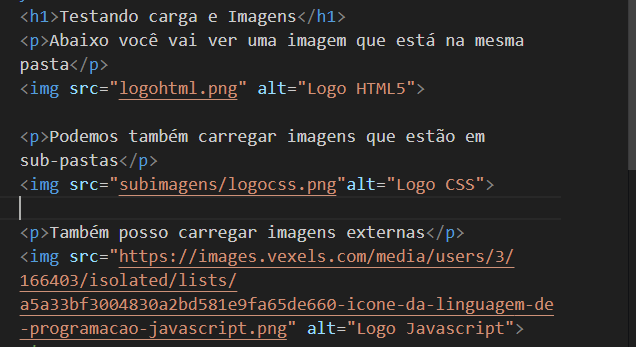 <h1>Testando carga e Imagens</h1>
<p>Abaixo você vai ver uma imagem que está na mesma
pasta</p>
<img src="logohtml.png" alt="Logo HTML5">
<p>Podemos também carregar imagens que estão em
sub-pastas</p>
<img src="subimagens/logocss.png"alt="Logo CSS">
<p>Também posso carregar imagens externas</p>
<img src="https://images.vexels.com/media/users/3/
166403/isolated/lists/
a5a33bf3004830a2bd581e9fa65de660-icone-da-linguagem-de
-programacao-javascript.png" alt="Logo Javascript">